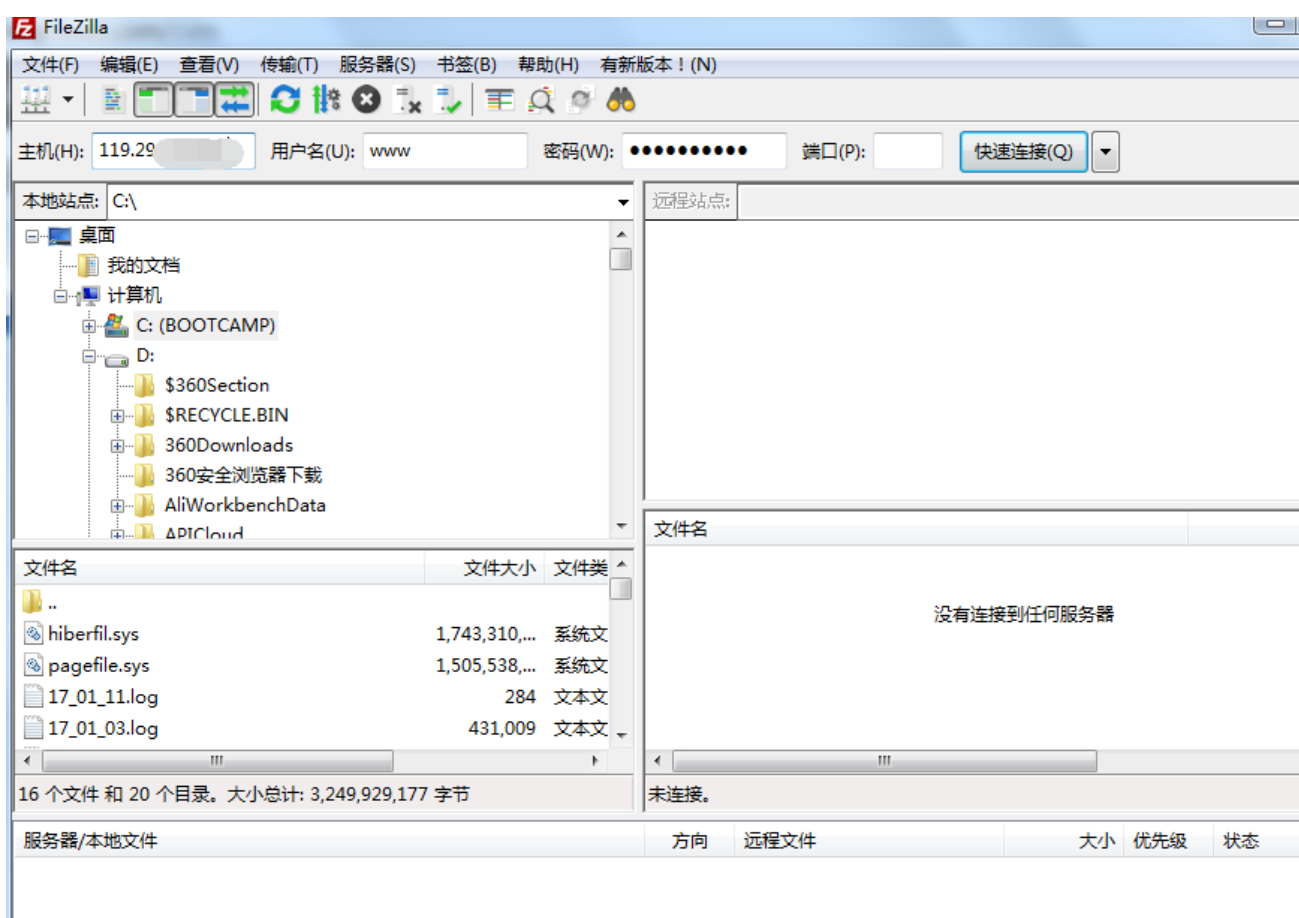 FileZilla
文件(F) 编辑(E) 查看(V) 传输(T) 服务器(S) 书签(B) 帮助(H) 有新版本！(N)
主机(H): 119.29 用户名(U): www 密码(W): ●●●●●●●●●● 端口(P): 快速连接(Q)
本地站点: C:\
远程站点:
桌面
我的文档
计算机
C: (BOOTCAMP)
D:
$360Section
$RECYCLE.BIN
360Downloads
360安全浏览器下载
AliWorkbenchData
APICloud
文件名 文件大小 文件类
..
hiberfil.sys 1,743,310,... 系统文
pagefile.sys 1,505,538,... 系统文
17_01_11.log 284 文本文
17_01_03.log 431,009 文本文
16 个文件 和 20 个目录。大小总计: 3,249,929,177 字节
文件名
没有连接到任何服务器
未连接。
服务器/本地文件 方向 远程文件 大小 优先级 状态